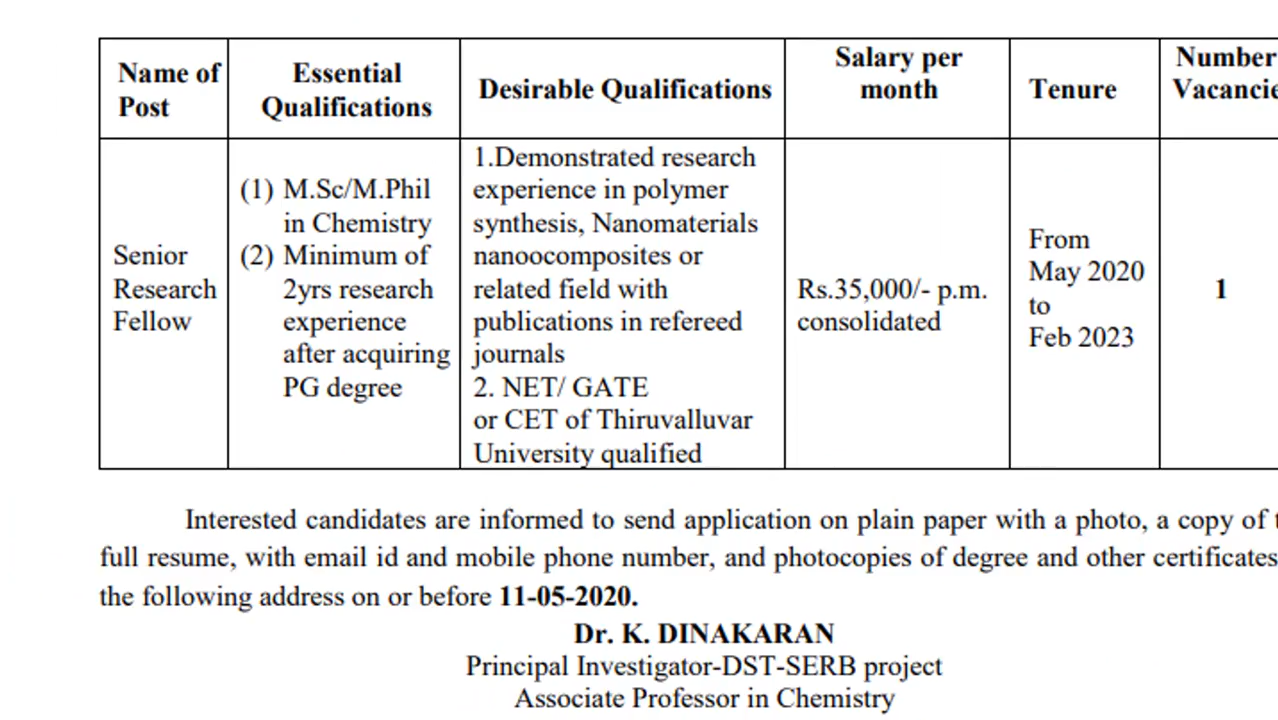 Name of
Post
Essential
Qualifications
Desirable Qualifications
Salary per
month
Tenure
Number
Senior
Research
Fellow
(1) M.Sc/M.Phil
in Chemistry
(2) Minimum of
2yrs research
experience
after acquiring
PG degree
1.Demonstrated research
experience in polymer
synthesis, Nanomaterials
nanoocomposites or
related field with
publications in refereed
journals
2. NET/ GATE
or CET of Thiruvalluvar
University qualified
Rs.35,000/- p.m.
consolidated
From
May 2020
to
Feb 2023
1
Interested candidates are informed to send application on plain paper with a photo, a copy of
full resume, with email id and mobile phone number, and photocopies of degree and other certificates
the following address on or before 11-05-2020.
Dr. K. DINAKARAN
Principal Investigator-DST-SERB project
Associate Professor in Chemistry